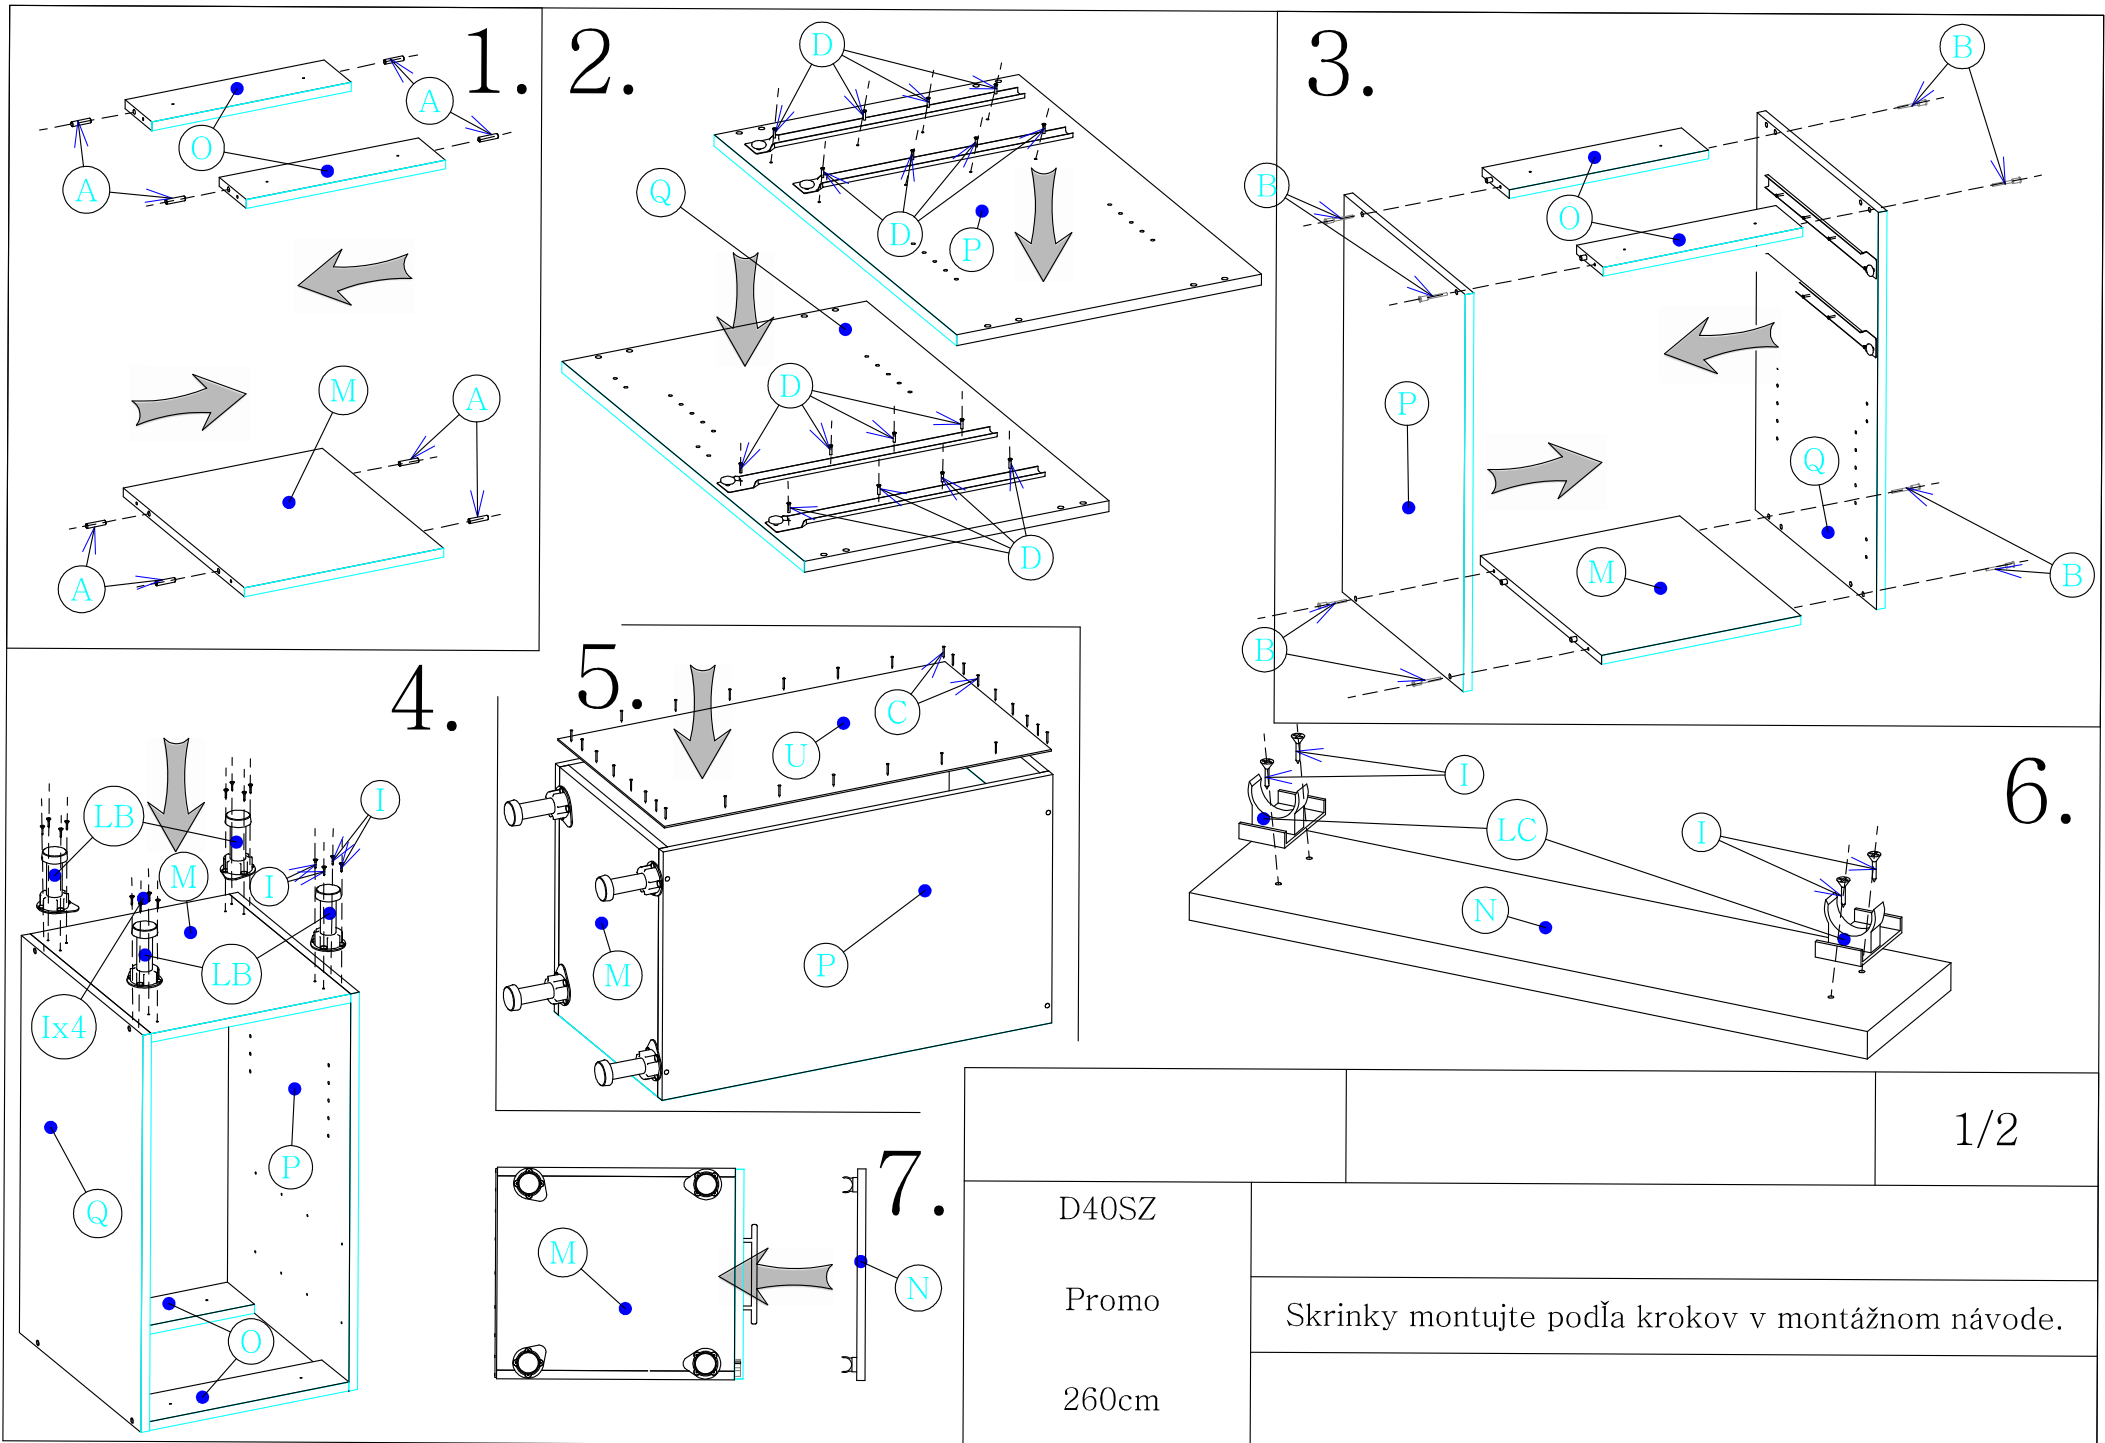 1.
A
O
A
M
A
A
2.
D
Q
D
P
D
D
3.
B
B
O
P
Q
M
B
B
4.
LB
I
M
I
LB
Ix4
P
Q
O
5.
C
U
M
P
6.
I
LC
I
N
7.
M
N
1/2
D40SZ
Promo
260cm
Skrinky montujte podľa krokov v montážnom návode.